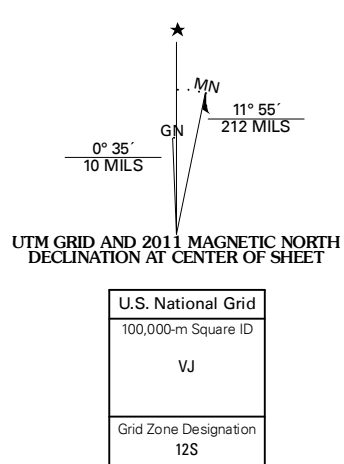 MN
11° 55´
212 MILS
GN
0° 35´
10 MILS
UTM GRID AND 2011 MAGNETIC NORTH
DECLINATION AT CENTER OF SHEET
U.S. National Grid
100,000-m Square ID
VJ
Grid Zone Designation
12S